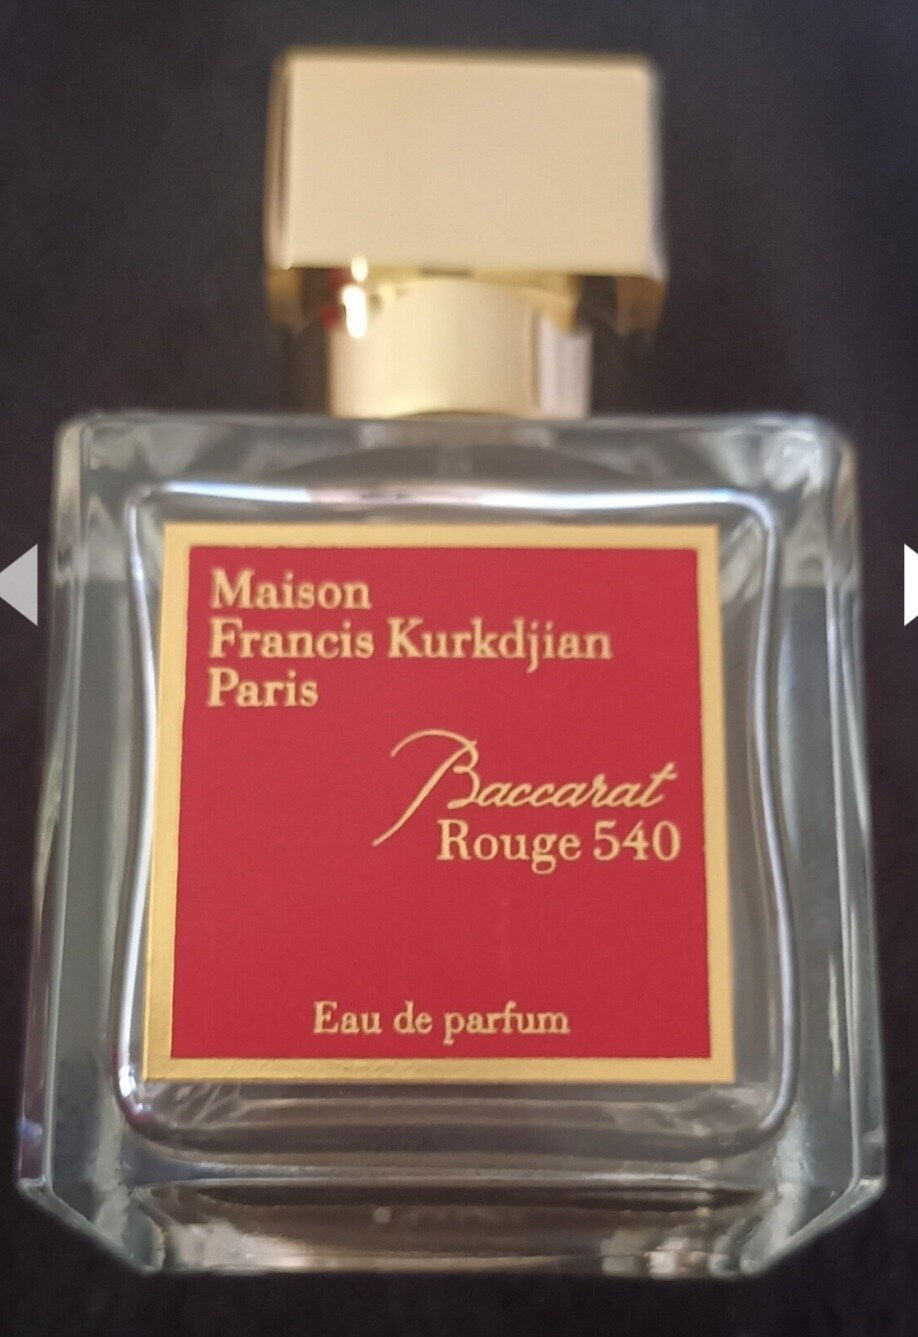 Maison
Francis Kurkdjian
Paris
Baccarat
Rouge 540
Eau de parfum